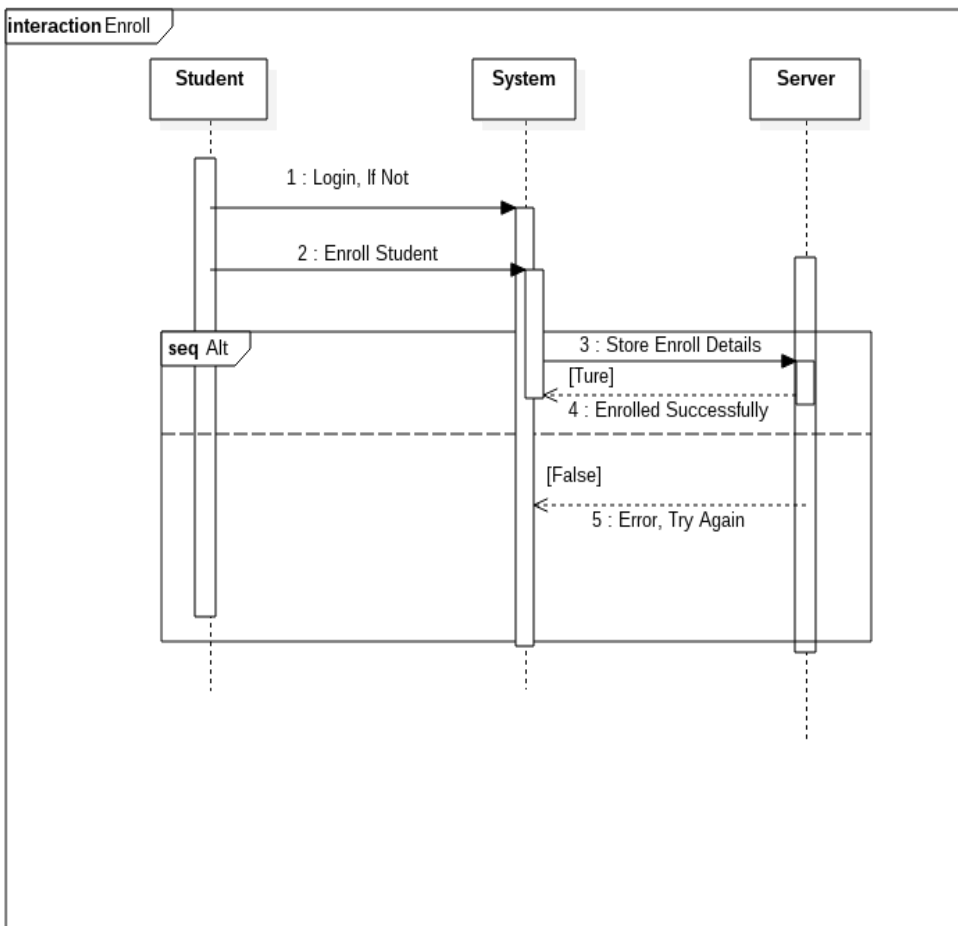 interaction Enroll
Student
System
Server
1 : Login, If Not
2 : Enroll Student
seq Alt
3 : Store Enroll Details
[Ture]
4 : Enrolled Successfully
[False]
5 : Error, Try Again